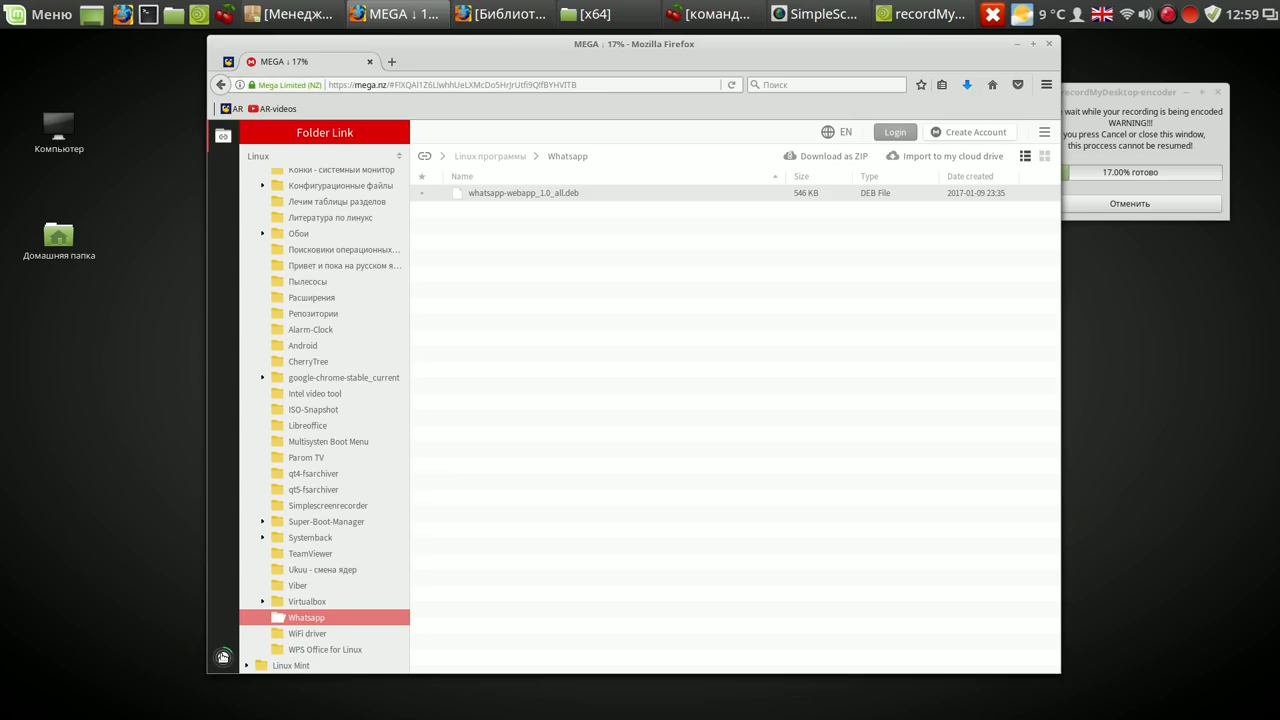 Меню
[Менедж...
MEGA ↓ 1...
[Библиот...
[x64]
[команд...
SimpleSc...
recordMy...
9 °C
12:59
MEGA ↓ 17% - Mozilla Firefox
MEGA ↓ 17%
Mega Limited (NZ)
Поиск
AR
AR-videos
Folder Link
EN
Login
Create Account
Linux
Linux программы
Whatsapp
Download as ZIP
Import to my cloud drive
Name
Size
Type
Date created
whatsapp-webapp_1.0_all.deb
546 KB
DEB File
2017-01-09 23:35
Конки - системный монитор
Конфигурационные файлы
Лечим таблицы разделов
Литература по линукс
Обои
Поисковики операционных...
Привет и пока на русском я...
Пылесосы
Расширения
Репозитории
Alarm-Clock
Android
CherryTree
google-chrome-stable_current
Intel video tool
ISO-Snapshot
Libreoffice
Multisysten Boot Menu
Parom TV
qt4-fsarchiver
qt5-fsarchiver
Simplescreenrecorder
Super-Boot-Manager
Systemback
TeamViewer
Ukuu - смена ядер
Viber
Virtualbox
Whatsapp
WiFi driver
WPS Office for Linux
Linux Mint
Компьютер
Домашняя папка
recordMyDesktop-encoder
wait while your recording is being encoded
WARNING!!!
you press Cancel or close this window,
this proccess cannot be resumed!
17.00% готово
Отменить